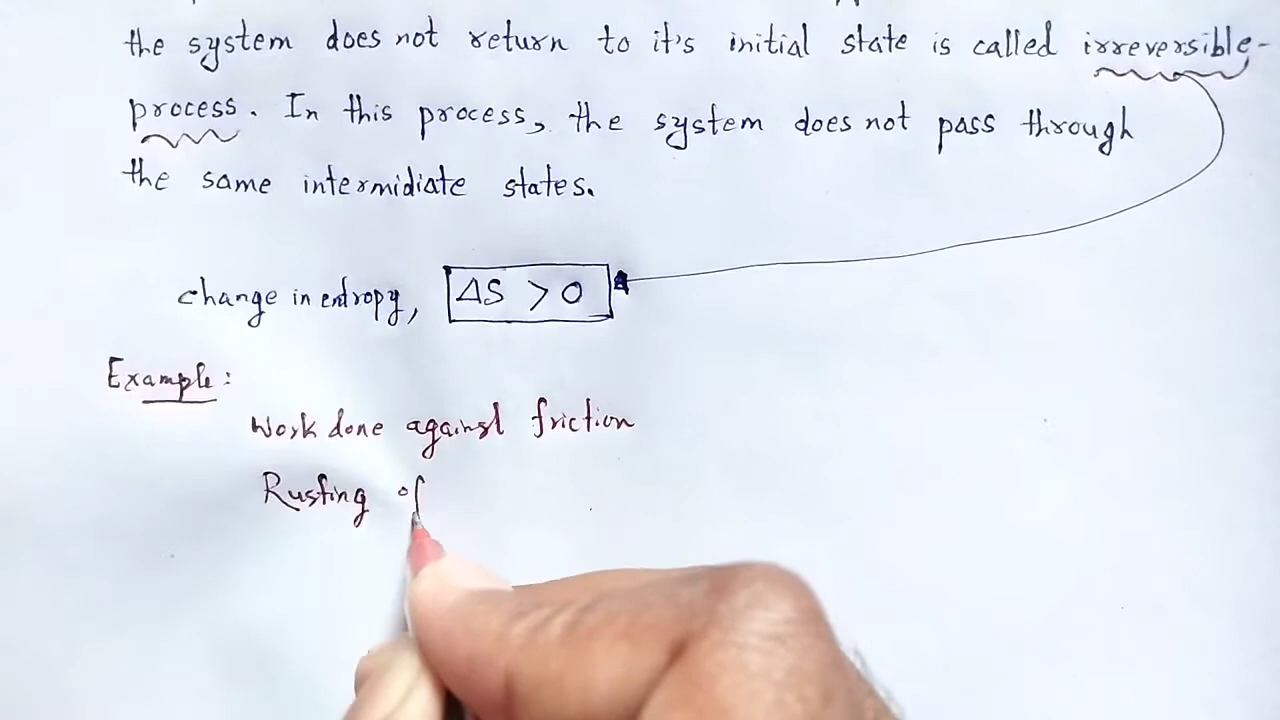 the system does not return to it's initial state is called irreversible-
process. In this process, the system does not pass through
the same intermidiate states.
change in entropy, ΔS > 0
Example:
Work done against friction
Rusting of